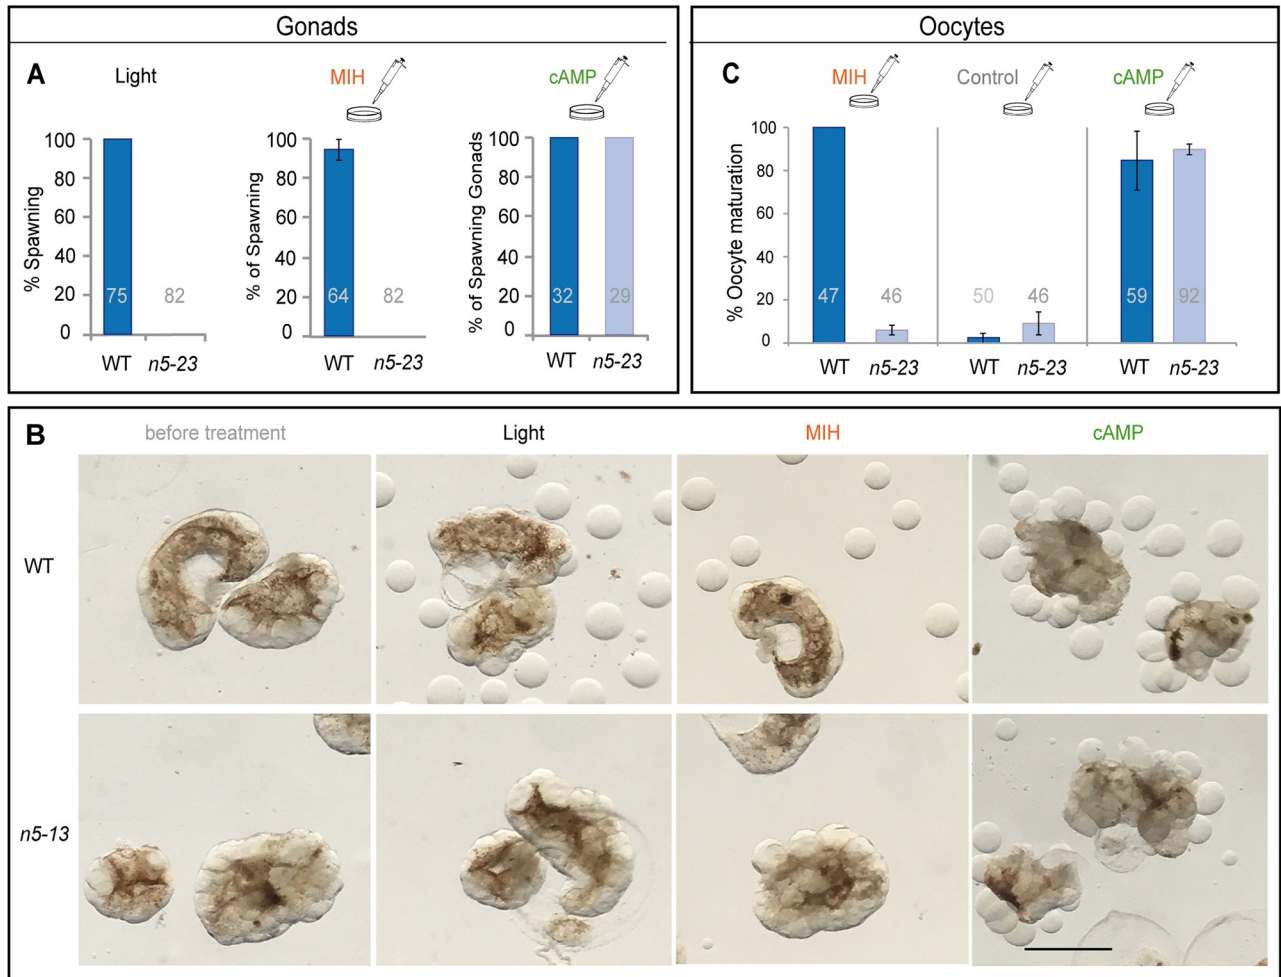 Gonads
A
Light
MIH
cAMP
% Spawning
100
80
60
40
20
0
75
82
WT
n5-23
% of Spawning
100
80
60
40
20
0
64
82
WT
n5-23
% of Spawning Gonads
100
80
60
40
20
0
32
29
WT
n5-23
Oocytes
C
MIH
Control
cAMP
% Oocyte maturation
100
80
60
40
20
0
47
46
50
46
59
92
WT
n5-23
WT
n5-23
WT
n5-23
B
before treatment
Light
MIH
cAMP
WT
n5-13